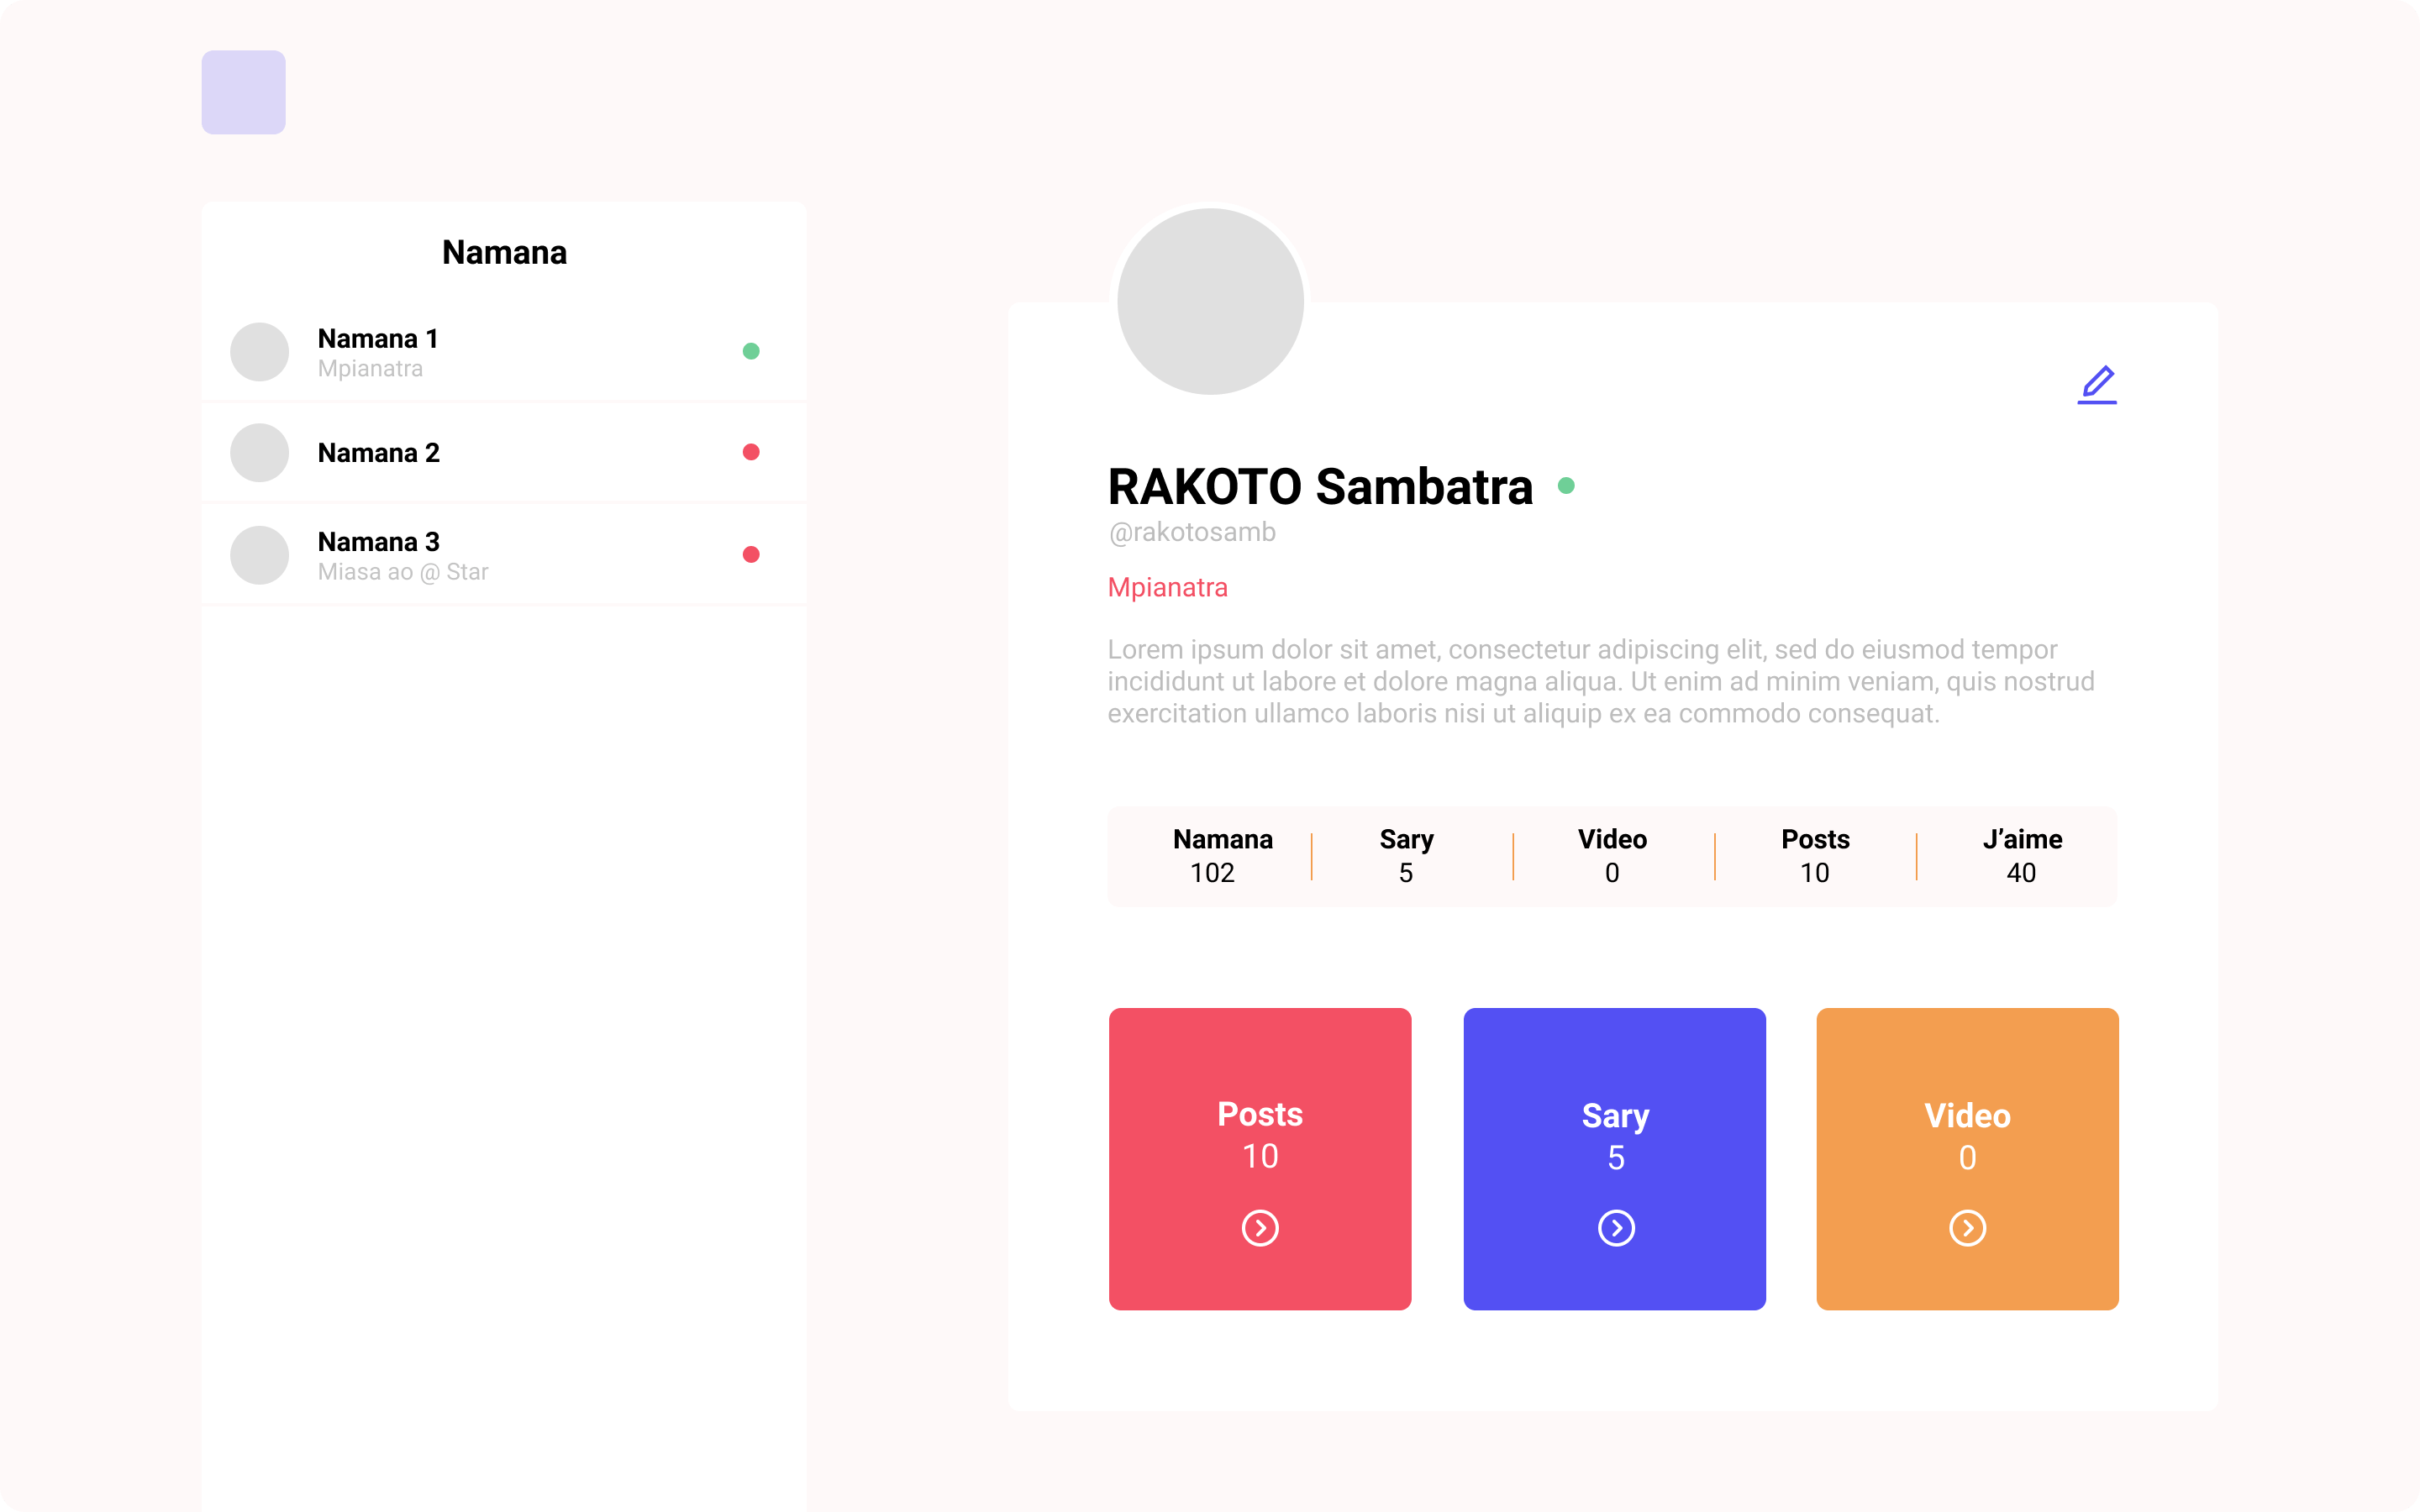 Namana
Namana 1
Mpianatra
Namana 2
Namana 3
Miasa ao @ Star
RAKOTO Sambatra
@rakotosamb
Mpianatra
Lorem ipsum dolor sit amet, consectetur adipiscing elit, sed do eiusmod tempor
incididunt ut labore et dolore magna aliqua. Ut enim ad minim veniam, quis nostrud
exercitation ullamco laboris nisi ut aliquip ex ea commodo consequat.
Namana Sary Video Posts J’aime
102 5 0 10 40
Posts
10
Sary
5
Video
0